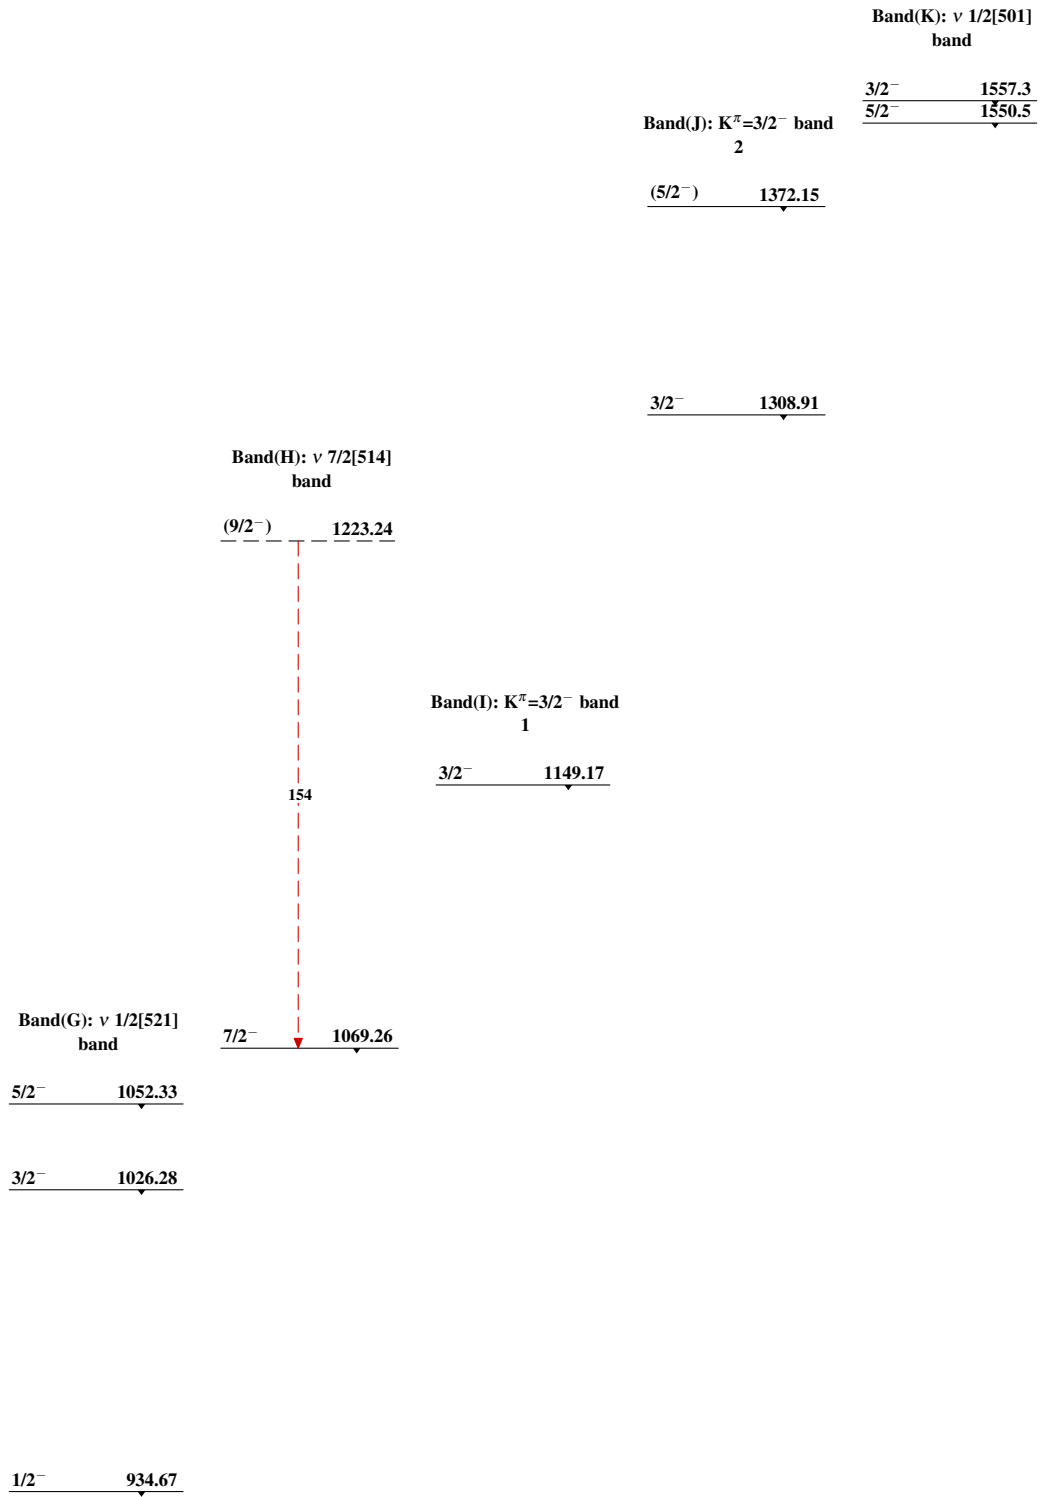 Band(K): ν 1/2[501]
band
3/2⁻ 1557.3
5/2⁻ 1550.5
Band(J): K^π=3/2⁻ band
2
(5/2⁻) 1372.15
3/2⁻ 1308.91
Band(H): ν 7/2[514]
band
(9/2⁻) 1223.24
154
7/2⁻ 1069.26
Band(I): K^π=3/2⁻ band
1
3/2⁻ 1149.17
Band(G): ν 1/2[521]
band
5/2⁻ 1052.33
3/2⁻ 1026.28
1/2⁻ 934.67